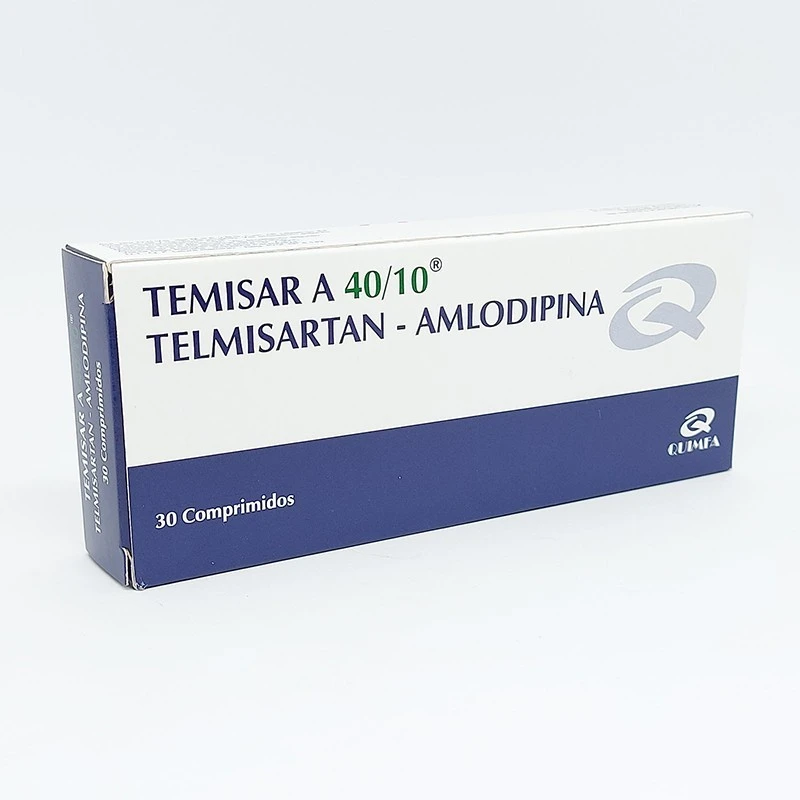 TEMISAR A 40/10®
TELMISARTAN - AMLODIPINA
QUIMFA
30 Comprimidos
TEMISAR A ®
TELMISARTAN - AMLODIPINA
30 Comprimidos